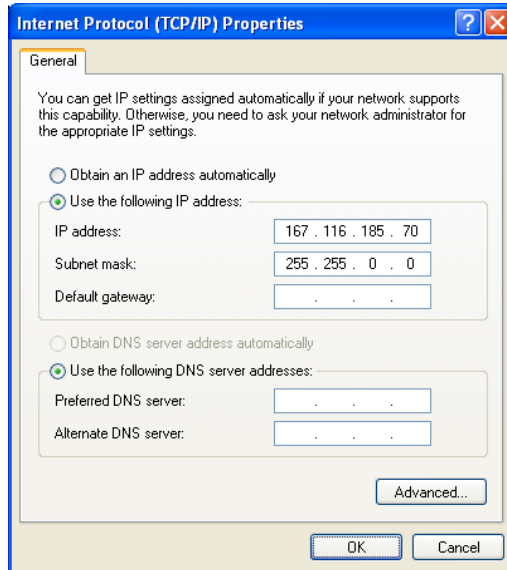 Internet Protocol (TCP/IP) Properties
General
You can get IP settings assigned automatically if your network supports
this capability. Otherwise, you need to ask your network administrator for
the appropriate IP settings.
Obtain an IP address automatically
Use the following IP address:
IP address: 167 . 116 . 185 . 70
Subnet mask: 255 . 255 . 0 . 0
Default gateway: . . .
Obtain DNS server address automatically
Use the following DNS server addresses:
Preferred DNS server: . . .
Alternate DNS server: . . .
Advanced...
OK Cancel